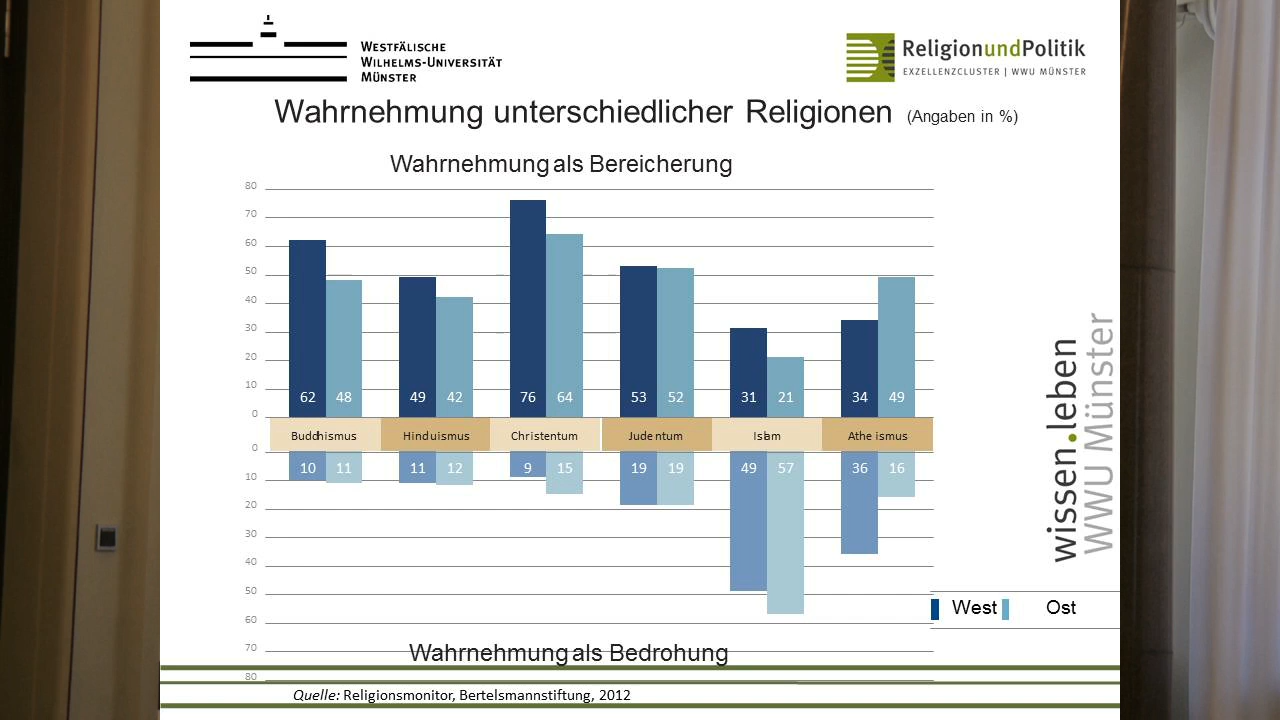 WESTFÄLISCHE
WILHELMS-UNIVERSITÄT
MÜNSTER
ReligionundPolitik
EXZELLENZCLUSTER | WWU MÜNSTER
Wahrnehmung unterschiedlicher Religionen (Angaben in %)
Wahrnehmung als Bereicherung
80
70
60
50
40
30
20
10
0
62 48 49 42 76 64 53 52 31 21 34 49
Buddhismus Hinduismus Christentum Judentum Islam Atheismus
0
10
20
30
40
50
60
70
80
10 11 11 12 9 15 19 19 49 57 36 16
wissen.leben
WWU Münster
West Ost
Wahrnehmung als Bedrohung
Quelle: Religionsmonitor, Bertelsmannstiftung, 2012